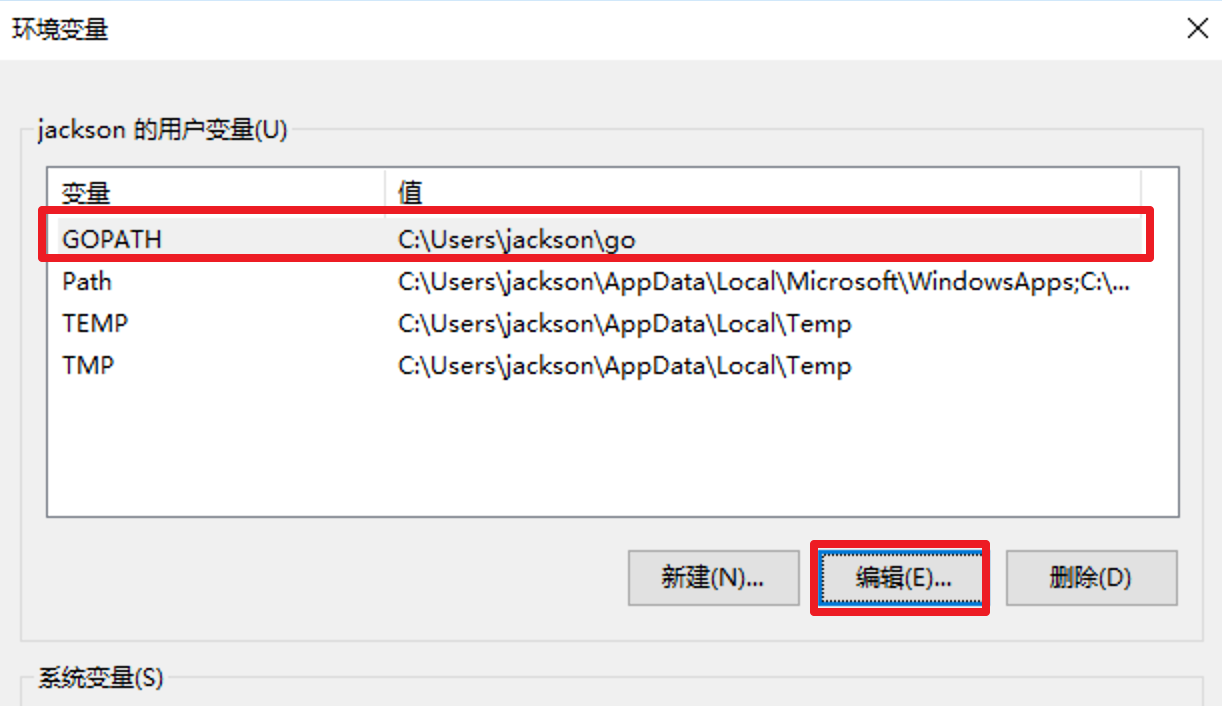 环境变量
jackson 的用户变量(U)
变量 值
GOPATH C:\Users\jackson\go
Path C:\Users\jackson\AppData\Local\Microsoft\WindowsApps;C:\...
TEMP C:\Users\jackson\AppData\Local\Temp
TMP C:\Users\jackson\AppData\Local\Temp
新建(N)... 编辑(E)... 删除(D)
系统变量(S)